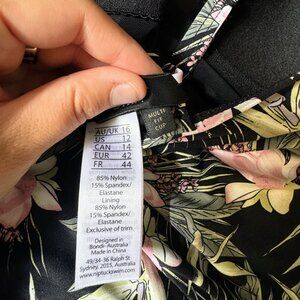 MULTI
FIT
CUP
AU/UK 16
US 12
CAN 14
EUR 42
FR 44
85% Nylon
15% Spandex/
Elastane
Lining
85% Nylon
15% Spandex/
Elastane
Exclusive of trim.
Designed in
Bondi-Australia
Made in China
49/34-36 Ralph St
Sydney, 2015, Australia
www.nipntuckswim.com